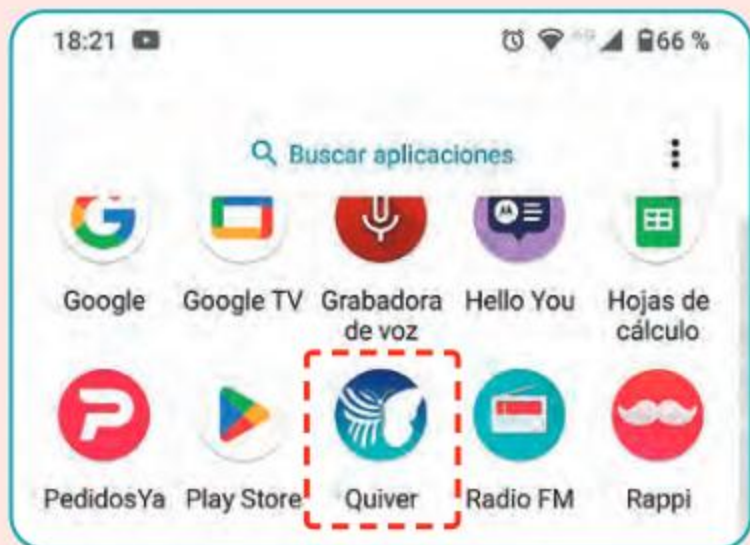 18:21 66 %
Buscar aplicaciones
Google Google TV Grabadora de voz Hello You Hojas de cálculo
PedidosYa Play Store Quiver Radio FM Rappi